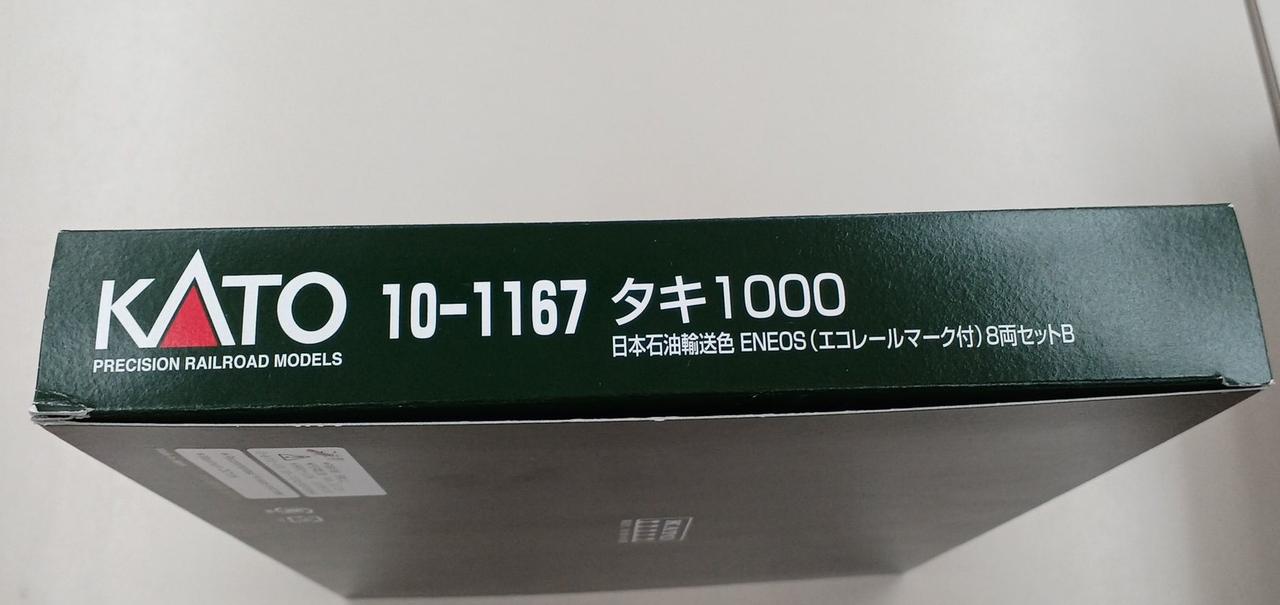 KATO
PRECISION RAILROAD MODELS
10-1167
タキ1000
日本石油輸送色 ENEOS(エコレールマーク付)8両セットB
KATO